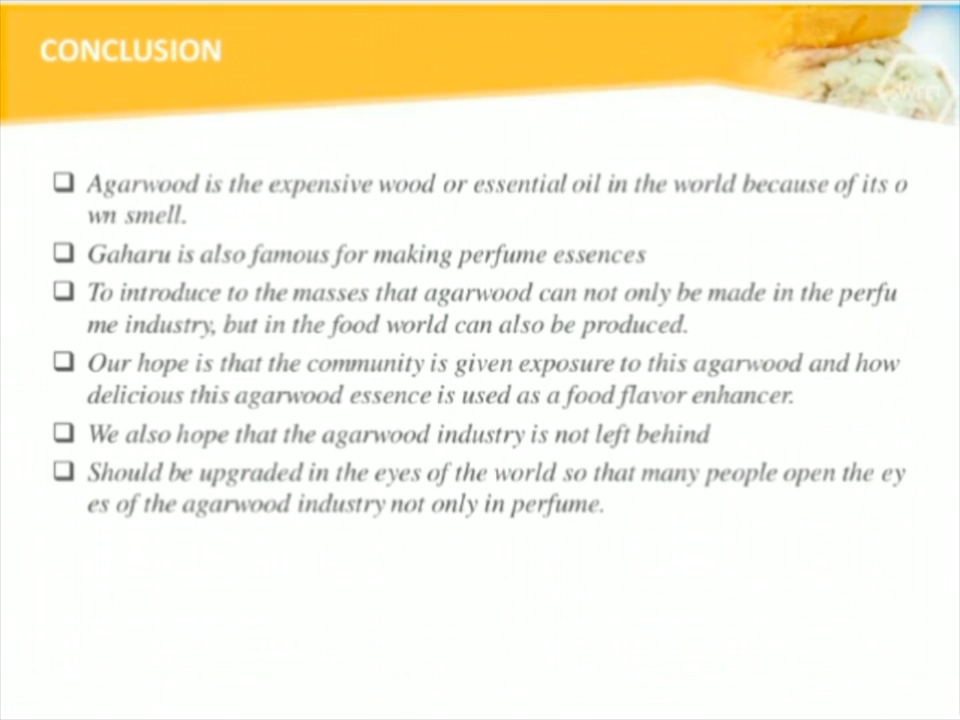 CONCLUSION
❑ Agarwood is the expensive wood or essential oil in the world because of its o
wn smell.
❑ Gaharu is also famous for making perfume essences
❑ To introduce to the masses that agarwood can not only be made in the perfu
me industry, but in the food world can also be produced.
❑ Our hope is that the community is given exposure to this agarwood and how
delicious this agarwood essence is used as a food flavor enhancer.
❑ We also hope that the agarwood industry is not left behind
❑ Should be upgraded in the eyes of the world so that many people open the ey
es of the agarwood industry not only in perfume.